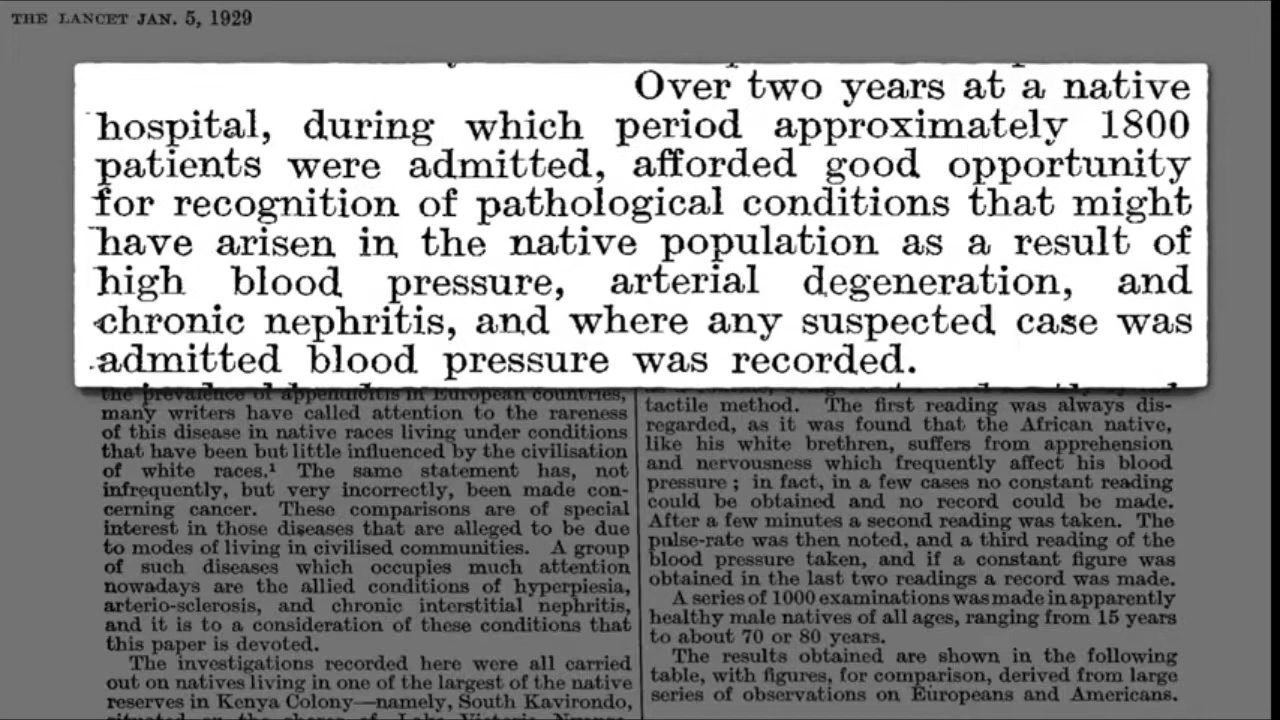 THE LANCET JAN. 5, 1929
Over two years at a native
hospital, during which period approximately 1800
patients were admitted, afforded good opportunity
for recognition of pathological conditions that might
have arisen in the native population as a result of
high blood pressure, arterial degeneration, and
chronic nephritis, and where any suspected case was
admitted blood pressure was recorded.
the prevalence of appendicitis in European countries,
many writers have called attention to the rareness
of this disease in native races living under conditions
that have been but little influenced by the civilisation
of white races.¹ The same statement has, not
infrequently, but very incorrectly, been made con-
cerning cancer. These comparisons are of special
interest in those diseases that are alleged to be due
to modes of living in civilised communities. A group
of such diseases which occupies much attention
nowadays are the allied conditions of hyperpiesia,
arterio-sclerosis, and chronic interstitial nephritis,
and it is to a consideration of these conditions that
this paper is devoted.
The investigations recorded here were all carried
out on natives living in one of the largest of the native
reserves in Kenya Colony—namely, South Kavirondo,
tactile method. The first reading was always dis-
regarded, as it was found that the African native,
like his white brethren, suffers from apprehension
and nervousness which frequently affect his blood
pressure ; in fact, in a few cases no constant reading
could be obtained and no record could be made.
After a few minutes a second reading was taken. The
pulse-rate was then noted, and a third reading of the
blood pressure taken, and if a constant figure was
obtained in the last two readings a record was made.
A series of 1000 examinations was made in apparently
healthy male natives of all ages, ranging from 15 years
to about 70 or 80 years.
The results obtained are shown in the following
table, with figures, for comparison, derived from large
series of observations on Europeans and Americans.